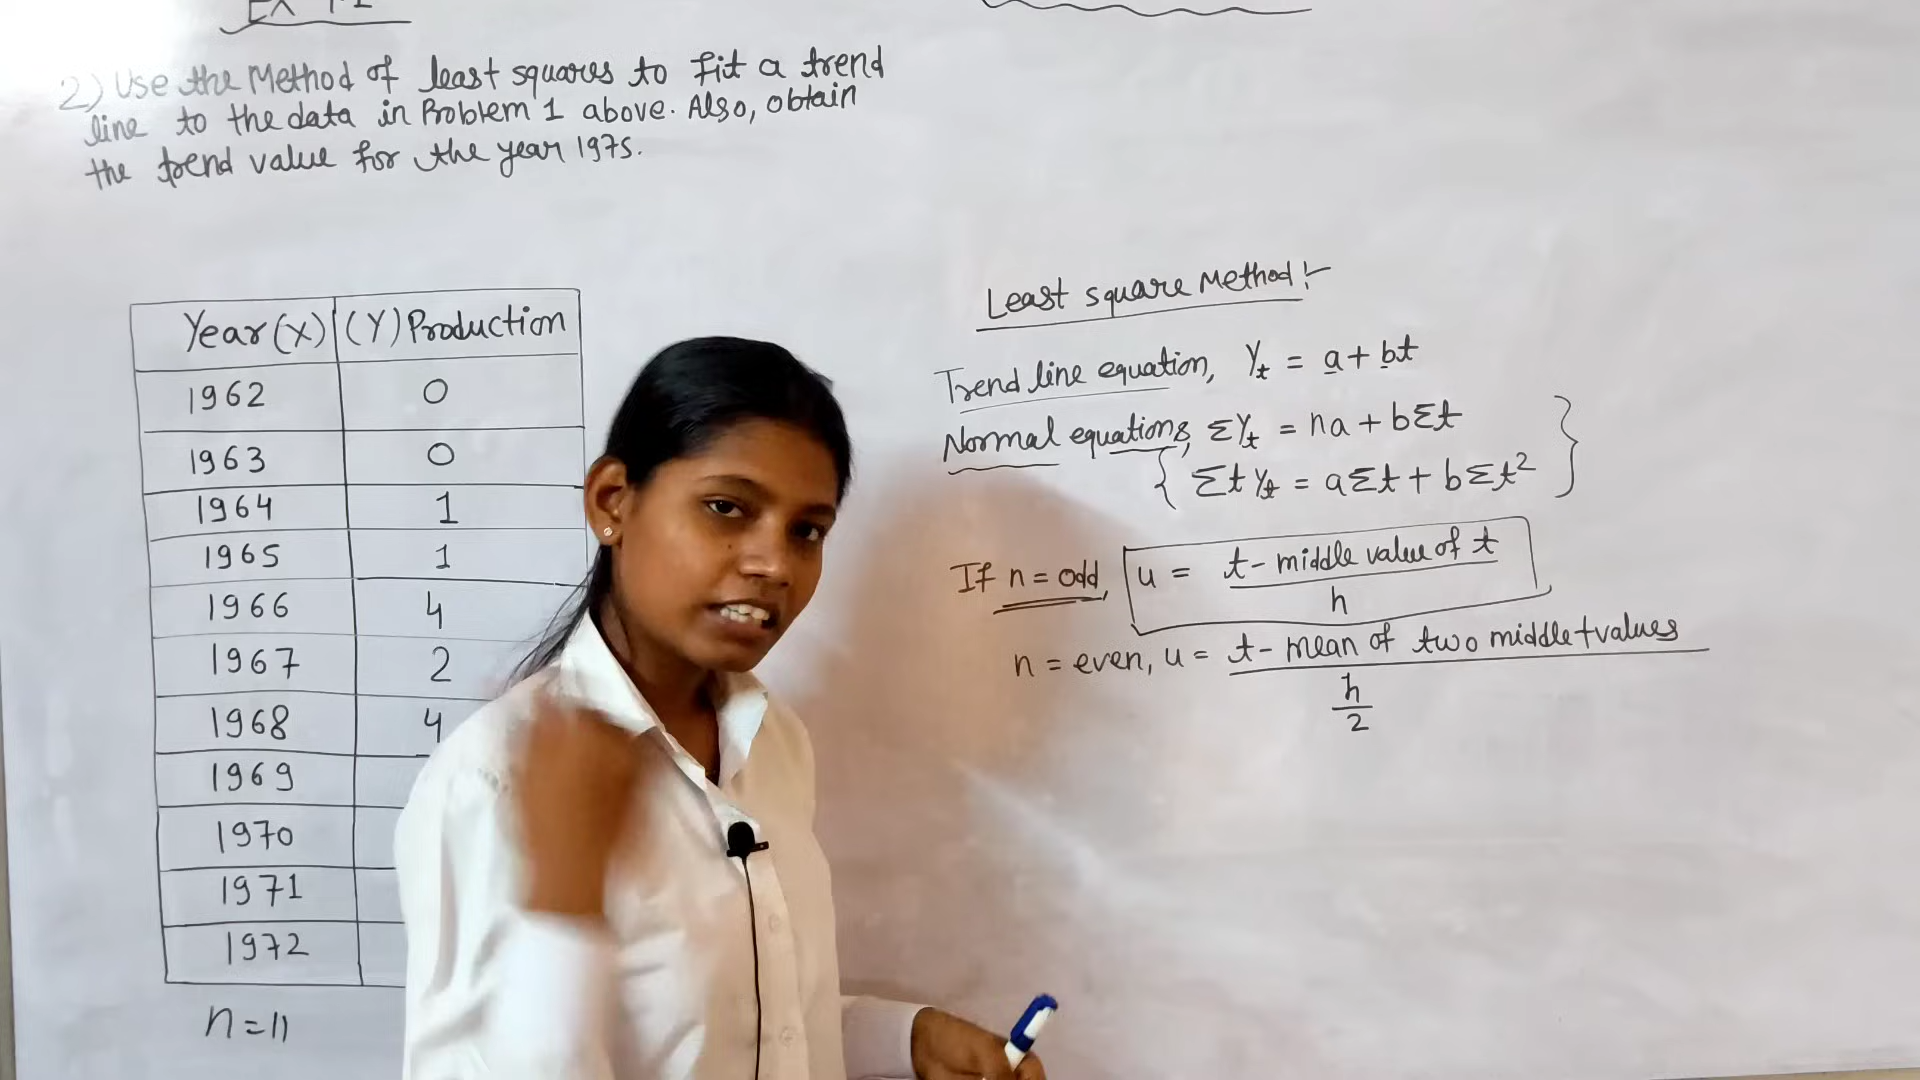 2) Use the Method of least squares to fit a trend
line to the data in Problem 1 above. Also, obtain
the trend value for the year 1975.
Year (X) (Y) Production
1962 0
1963 0
1964 1
1965 1
1966 4
1967 2
1968 4
1969
1970
1971
1972
n = 11
Least square Method :-
Trend line equation, Yₜ = a + bt
Normal equations, ΣYₜ = na + bΣt
{ ΣtYₜ = aΣt + bΣt² }
If n = odd, u = t - middle value of t / h
n = even, u = t - mean of two middle t values / h/2